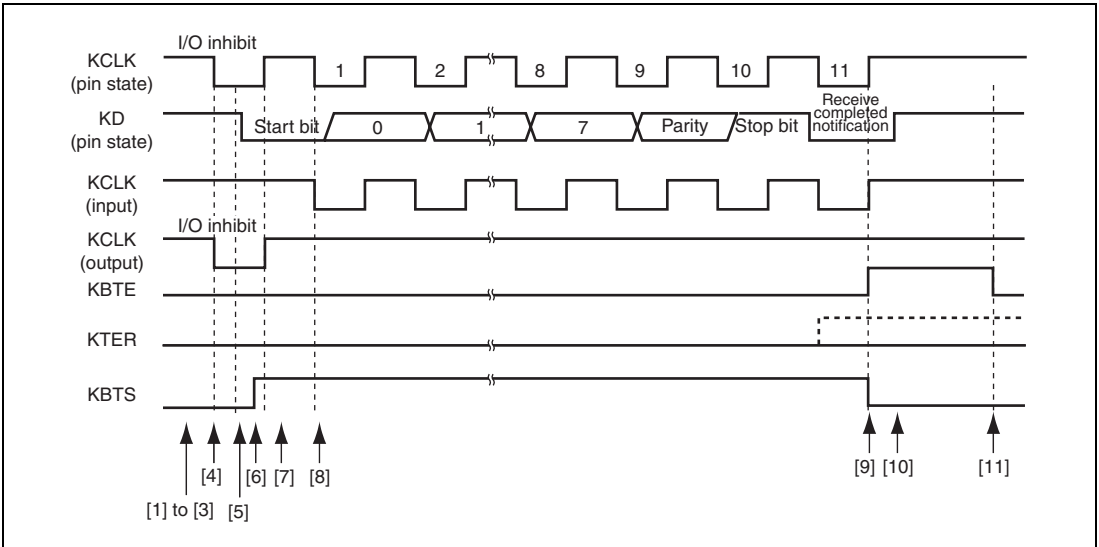 I/O inhibit
KCLK
(pin state)
1 2 8 9 10 11
KD
(pin state)
Start bit 0 1 7 Parity Stop bit
Receive
completed
notification
KCLK
(input)
I/O inhibit
KCLK
(output)
KBTE
KTER
KBTS
[4] [6] [7] [8] [9] [10] [11]
[1] to [3] [5]